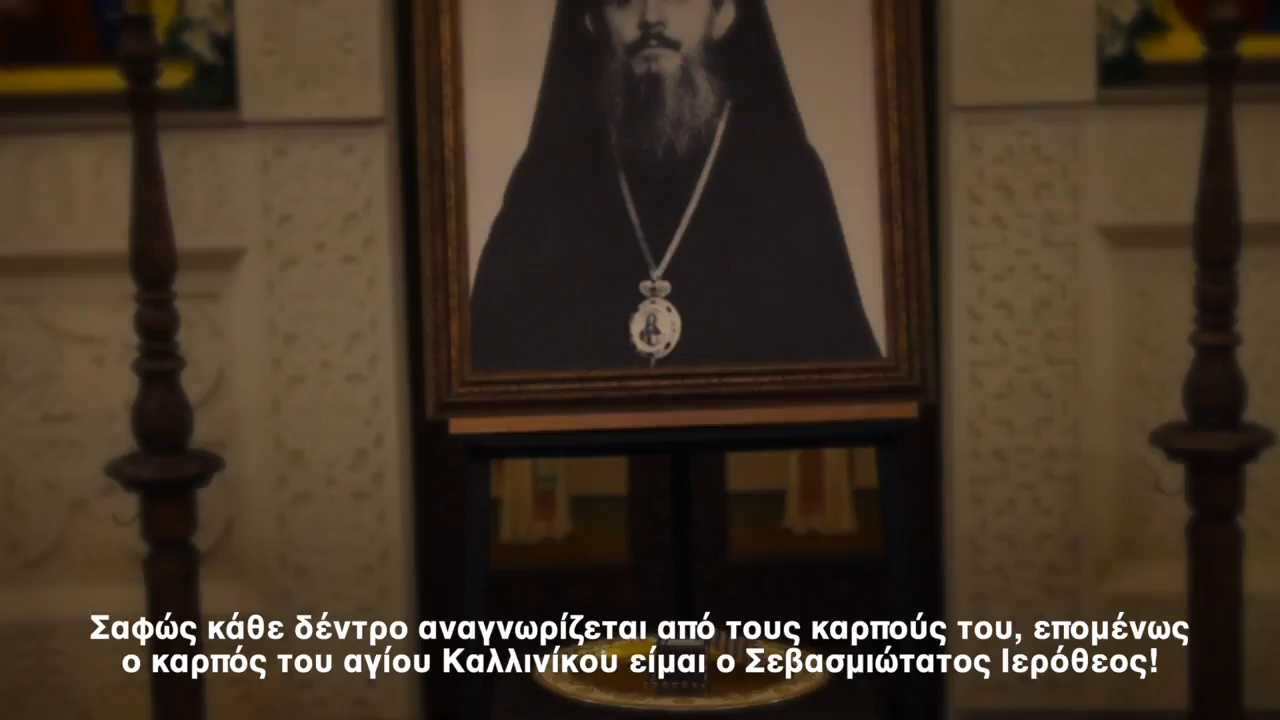 Σαφώς κάθε δέντρο αναγνωρίζεται από τους καρπούς του, επομένως
ο καρπός του αγίου Καλλινίκου είμαι ο Σεβασμιώτατος Ιερόθεος!